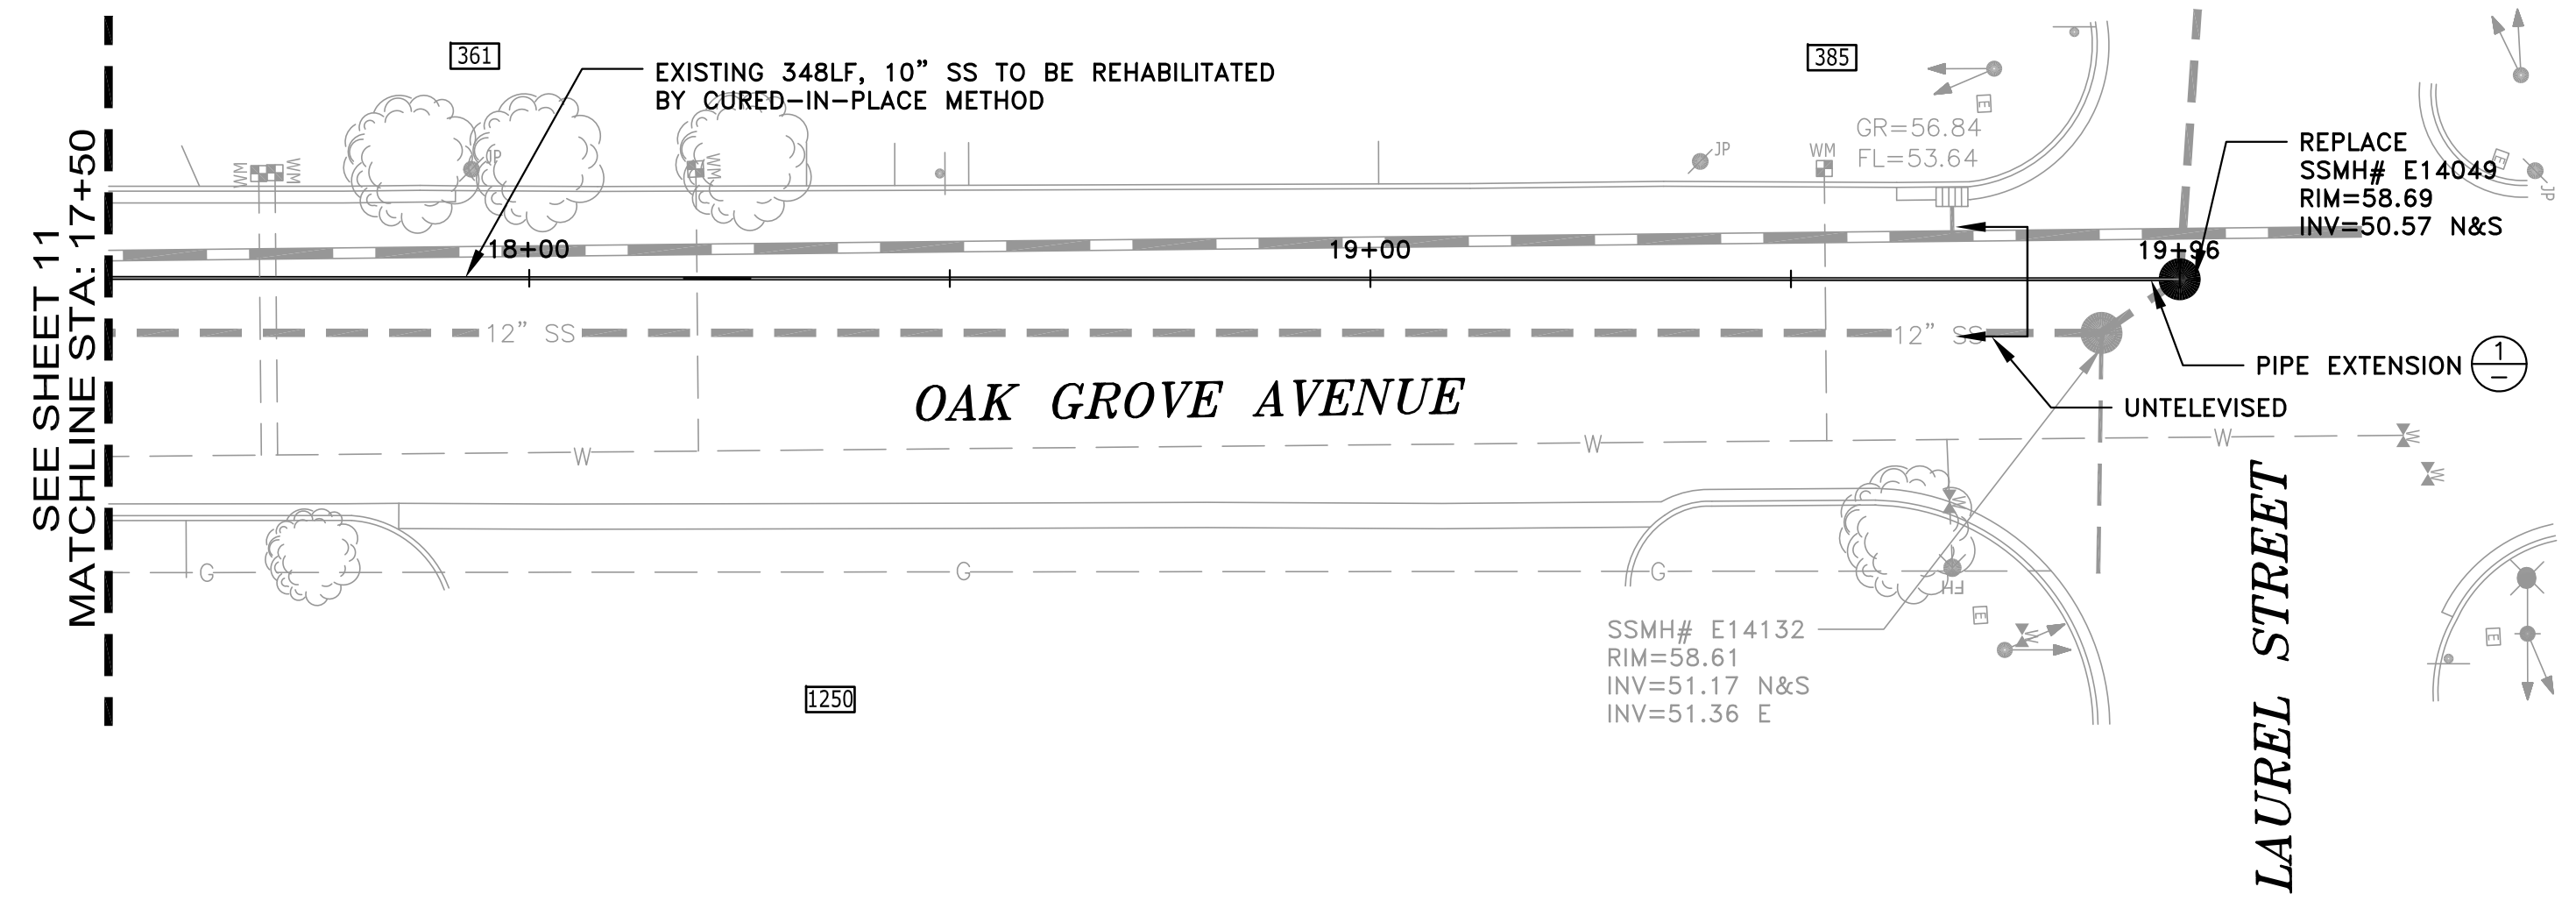 SEE SHEET 11
MATCHLINE STA: 17+50
361
EXISTING 348LF, 10” SS TO BE REHABILITATED
BY CURED-IN-PLACE METHOD
385
E
GR=56.84
FL=53.64
REPLACE
SSMH# E14049
RIM=58.69
INV=50.57 N&S
E
JP
WM
WM
JP
WM
JP
WM
18+00
19+00
19+96
12” SS
12” SS
PIPE EXTENSION
1
–
UNTELEVISED
OAK GROVE AVENUE
W
W
W
W
W
W
G
G
G
FH
E
W
E
SSMH# E14132
RIM=58.61
INV=51.17 N&S
INV=51.36 E
1250
LAUREL STREET